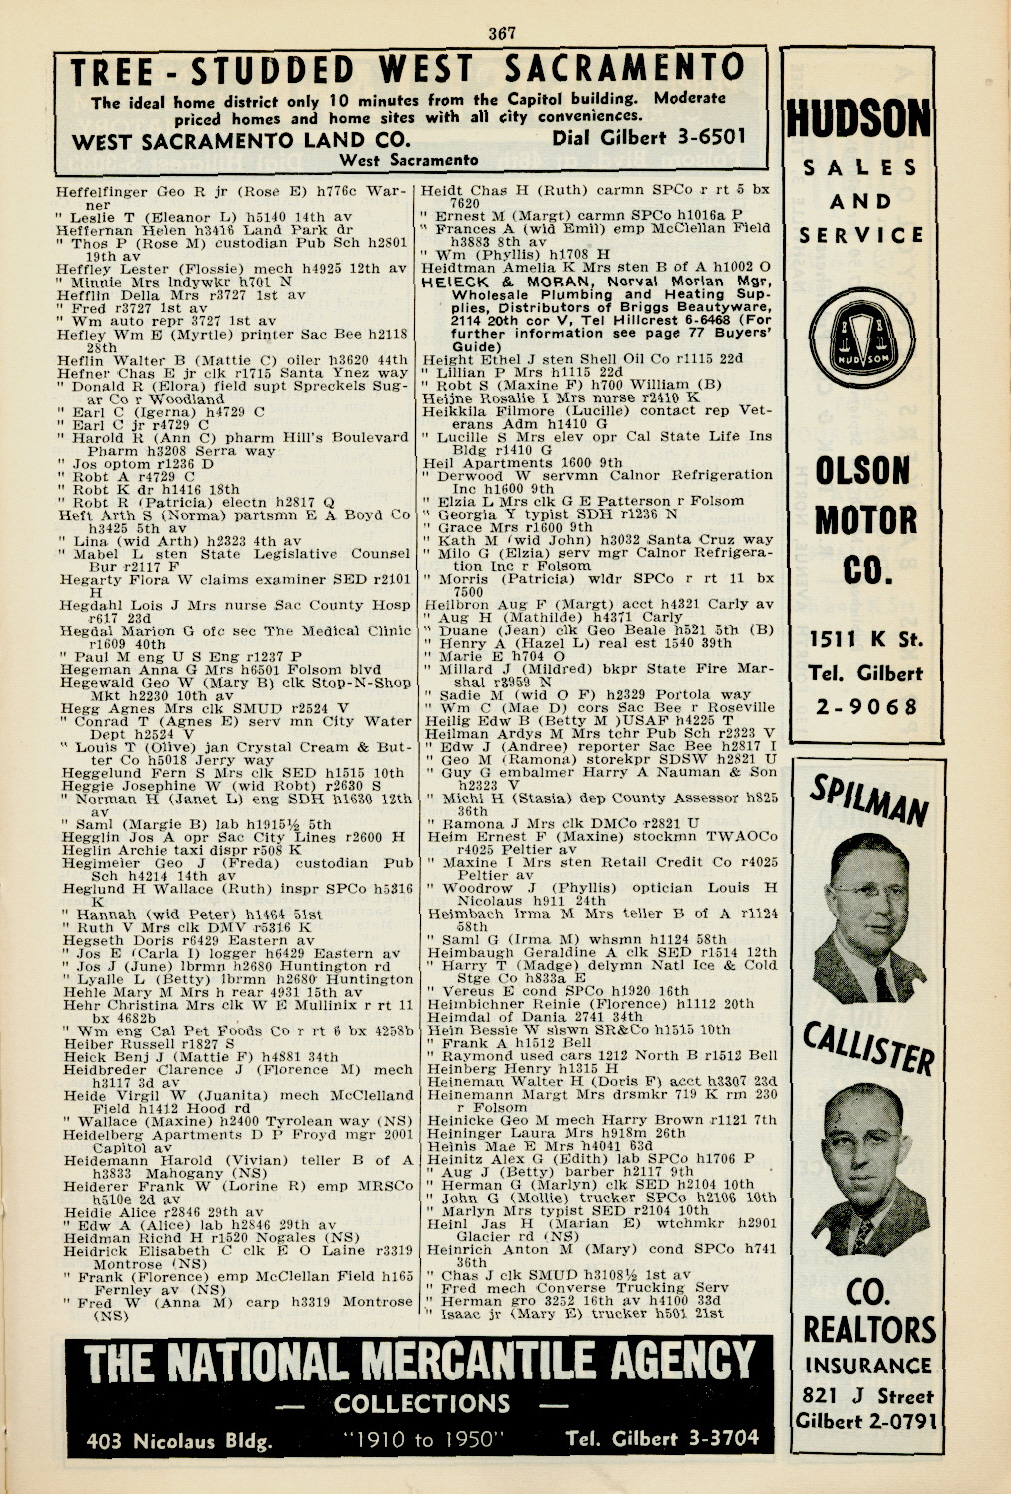 367
TREE - STUDDED WEST SACRAMENTO
The ideal home district only 10 minutes from the Capitol building. Moderate
priced homes and home sites with all city conveniences.
WEST SACRAMENTO LAND CO. Dial Gilbert 3-6501
West Sacramento
Heffelfinger Geo R jr (Rose E) h776c War-
ner
" Leslie T (Eleanor L) h5140 14th av
Heffernan Helen h3416 Land Park dr
" Thos P (Rose M) custodian Pub Sch h2801
19th av
Heffley Lester (Flossie) mech h4925 12th av
" Minnie Mrs lndywkr h701 N
Hefflin Della Mrs r3727 1st av
" Fred r3727 1st av
" Wm auto repr 3727 1st av
Hefley Wm E (Myrtle) printer Sac Bee h2118
28th
Heflin Walter B (Mattie C) oiler h3620 44th
Hefner Chas E jr clk r1715 Santa Ynez way
" Donald R (Elora) field supt Spreckels Sug-
ar Co r Woodland
" Earl C (Igerna) h4729 C
" Earl C jr r4729 C
" Harold R (Ann C) pharm Hill's Boulevard
Pharm h3208 Serra way
" Jos optom r1236 D
" Robt A r4729 C
" Robt K dr h1416 18th
" Robt R (Patricia) electn h2817 Q
Heft Arth S (Norma) partsmn E A Boyd Co
h3425 5th av
" Lina (wid Arth) h2323 4th av
" Mabel L sten State Legislative Counsel
Bur r2117 F
Hegarty Flora W claims examiner SED r2101
H
Hegdahl Lois J Mrs nurse Sac County Hosp
r617 23d
Hegdal Marion G ofc sec The Medical Clinic
r1609 40th
" Paul M eng U S Eng r1237 P
Hegeman Anna G Mrs h6501 Folsom blvd
Hegewald Geo W (Mary B) clk Stop-N-Shop
Mkt h2230 10th av
Hegg Agnes Mrs clk SMUD r2524 V
" Conrad T (Agnes E) serv mn City Water
Dept h2524 V
" Louis T (Olive) jan Crystal Cream & But-
ter Co h5018 Jerry way
Heggelund Fern S Mrs clk SED h1515 10th
Heggie Josephine W (wid Robt) r2630 S
" Norman H (Janet L) eng SDH h1630 12th
av
" Saml (Margie B) lab h1915½ 5th
Hegglin Jos A opr Sac City Lines r2600 H
Heglin Archie taxi dispr r508 K
Heglmeier Geo J (Freda) custodian Pub
Sch h4214 14th av
Heglund H Wallace (Ruth) inspr SPCo h5316
K
" Hannah (wid Peter) h1464 51st
" Ruth V Mrs clk DMV r5316 K
Hegseth Doris r6429 Eastern av
" Jos E (Carla I) logger h6429 Eastern av
" Jos J (June) lbrmn h2680 Huntington rd
" Lyalle L (Betty) lbrmn h2680 Huntington
Hehle Mary M Mrs h rear 4931 15th av
Hehr Christina Mrs clk W E Mullinix r rt 11
bx 4682b
" Wm eng Cal Pet Foods Co r rt 6 bx 4258b
Heiber Russell r1827 S
Heick Benj J (Mattie F) h4881 34th
Heidbreder Clarence J (Florence M) mech
h3117 3d av
Heide Virgil W (Juanita) mech McClelland
Field h1412 Hood rd
" Wallace (Maxine) h2400 Tyrolean way (NS)
Heidelberg Apartments D P Froyd mgr 2001
Capitol av
Heidemann Harold (Vivian) teller B of A
h3833 Mahogany (NS)
Heiderer Frank W (Lorine R) emp MRSCo
h510e 2d av
Heidie Alice r2846 29th av
" Edw A (Alice) lab h2846 29th av
Heidman Richd H r1520 Nogales (NS)
Heidrick Elisabeth C clk E O Laine r3319
Montrose (NS)
" Frank (Florence) emp McClellan Field h165
Fernley av (NS)
" Fred W (Anna M) carp h3319 Montrose
(NS)
Heidt Chas H (Ruth) carmn SPCo r rt 5 bx
7620
" Ernest M (Margt) carmn SPCo h1016a P
" Frances A (wid Emil) emp McClellan Field
h3883 8th av
" Wm (Phyllis) h1708 H
Heidtman Amelia K Mrs sten B of A h1002 O
HEIECK & MORAN, Norval Morlan Mgr,
Wholesale Plumbing and Heating Sup-
plies, Distributors of Briggs Beautyware,
2114 20th cor V, Tel Hillcrest 6-6468 (For
further information see page 77 Buyers'
Guide)
Height Ethel J sten Shell Oil Co r1115 22d
" Lillian P Mrs h1115 22d
" Robt S (Maxine F) h700 William (B)
Heijne Rosalie I Mrs nurse r2410 K
Heikkila Filmore (Lucille) contact rep Vet-
erans Adm h1410 G
" Lucille S Mrs elev opr Cal State Life Ins
Bldg r1410 G
Heil Apartments 1600 9th
" Derwood W servmn Calnor Refrigeration
Inc h1600 9th
" Elzia L Mrs clk G E Patterson r Folsom
" Georgia Y typist SDH r1236 N
" Grace Mrs r1600 9th
" Kath M (wid John) h3032 Santa Cruz way
" Milo G (Elzia) serv mgr Calnor Refrigera-
tion Inc r Folsom
" Morris (Patricia) wldr SPCo r rt 11 bx
7500
Heilbron Aug F (Margt) acct h4321 Carly av
" Aug H (Mathilde) h4371 Carly
" Duane (Jean) clk Geo Beale h521 5th (B)
" Henry A (Hazel L) real est 1540 39th
" Marie E h704 O
" Millard J (Mildred) bkpr State Fire Mar-
shal r3959 N
" Sadie M (wid O F) h2329 Portola way
" Wm C (Mae D) cors Sac Bee r Roseville
Heilig Edw B (Betty M )USAF h4225 T
Heilman Ardys M Mrs tchr Pub Sch r2323 V
" Edw J (Andree) reporter Sac Bee h2817 I
" Geo M (Ramona) storekpr SDSW h2821 U
" Guy G embalmer Harry A Nauman & Son
h2323 V
" Michl H (Stasia) dep County Assessor h825
36th
" Ramona J Mrs clk DMCo r2821 U
Heim Ernest F (Maxine) stockmn TWAOCo
r4025 Peltier av
" Maxine I Mrs sten Retail Credit Co r4025
Peltier av
" Woodrow J (Phyllis) optician Louis H
Nicolaus h911 24th
Heimbach Irma M Mrs teller B of A r1124
58th
" Saml G (Irma M) whsmn h1124 58th
Heimbaugh Geraldine A clk SED r1514 12th
" Harry T (Madge) delymn Natl Ice & Cold
Stge Co h833a E
" Vereus E cond SPCo h1920 16th
Heimbichner Reinie (Florence) h1112 20th
Heimdal of Dania 2741 34th
Hein Bessie W slswn SR&Co h1515 10th
" Frank A h1512 Bell
" Raymond used cars 1212 North B r1512 Bell
Heinberg Henry h1315 H
Heineman Walter H (Doris F) acct h3307 23d
Heinemann Margt Mrs drsmkr 719 K rm 230
r Folsom
Heinicke Geo M mech Harry Brown r1121 7th
Heininger Laura Mrs h918m 26th
Heinis Mae E Mrs h4041 63d
Heinitz Alex G (Edith) lab SPCo h1706 P
" Aug J (Betty) barber h2117 9th
" Herman G (Marlyn) clk SED h2104 10th
" John G (Mollie) trucker SPCo h2106 10th
" Marlyn Mrs typist SED r2104 10th
Heinl Jas H (Marian E) wtchmkr h2901
Glacier rd (NS)
Heinrich Anton M (Mary) cond SPCo h741
36th
" Chas J clk SMUD h3108½ 1st av
" Fred mech Converse Trucking Serv
" Herman gro 3252 16th av h4100 33d
" Isaac jr (Mary E) trucker h501 21st
HUDSON
SALES
AND
SERVICE
HUDSON
OLSON
MOTOR
CO.
1511 K St.
Tel. Gilbert
2-9068
SPILMAN
CALLISTER
CO.
REALTORS
INSURANCE
821 J Street
Gilbert 2-0791
THE NATIONAL MERCANTILE AGENCY
— COLLECTIONS —
403 Nicolaus Bldg. "1910 to 1950" Tel. Gilbert 3-3704